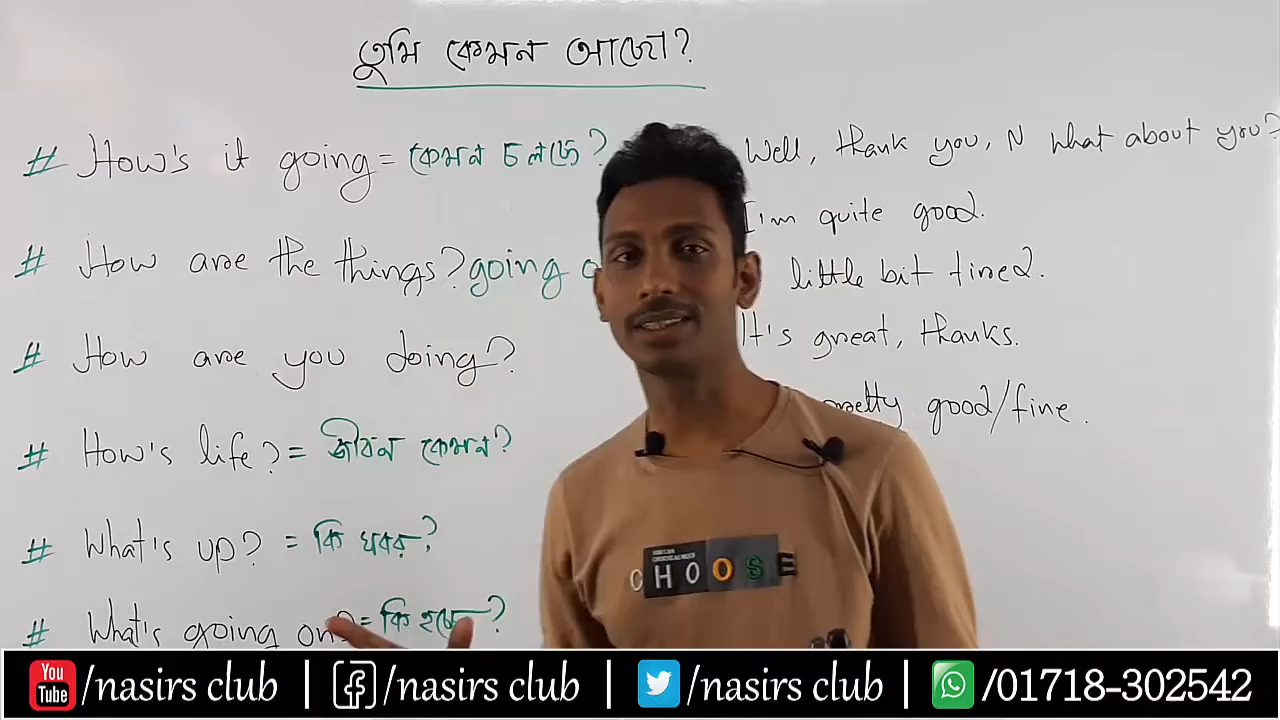 তুমি কেমন আছো?
# How's it going = কেমন চলছে?
# How are the things? going
# How are you doing?
# How's life? = জীবন কেমন?
# What's up? = কি খবর?
# What's going on? = কি হচ্ছে?
Well, thank you, N what about you?
I'm quite good.
little bit tired.
It's great, thanks.
pretty good/fine.
CHOOSE
You Tube /nasirs club | f /nasirs club | /nasirs club | /01718-302542